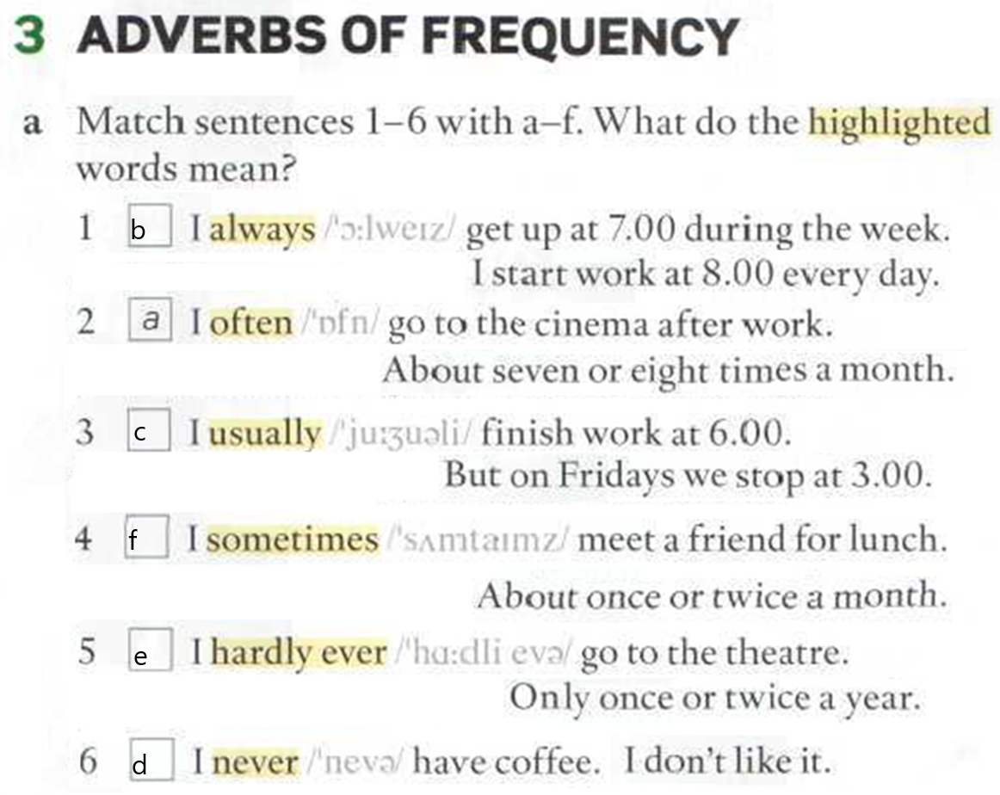 3 ADVERBS OF FREQUENCY
a Match sentences 1–6 with a–f. What do the highlighted
words mean?
1 b I always /ˈɔːlweɪz/ get up at 7.00 during the week.
I start work at 8.00 every day.
2 a I often /ˈɒfn/ go to the cinema after work.
About seven or eight times a month.
3 c I usually /ˈjuːʒuəli/ finish work at 6.00.
But on Fridays we stop at 3.00.
4 f I sometimes /ˈsʌmtaɪmz/ meet a friend for lunch.
About once or twice a month.
5 e I hardly ever /ˈhɑːdli evə/ go to the theatre.
Only once or twice a year.
6 d I never /ˈnevə/ have coffee. I don't like it.